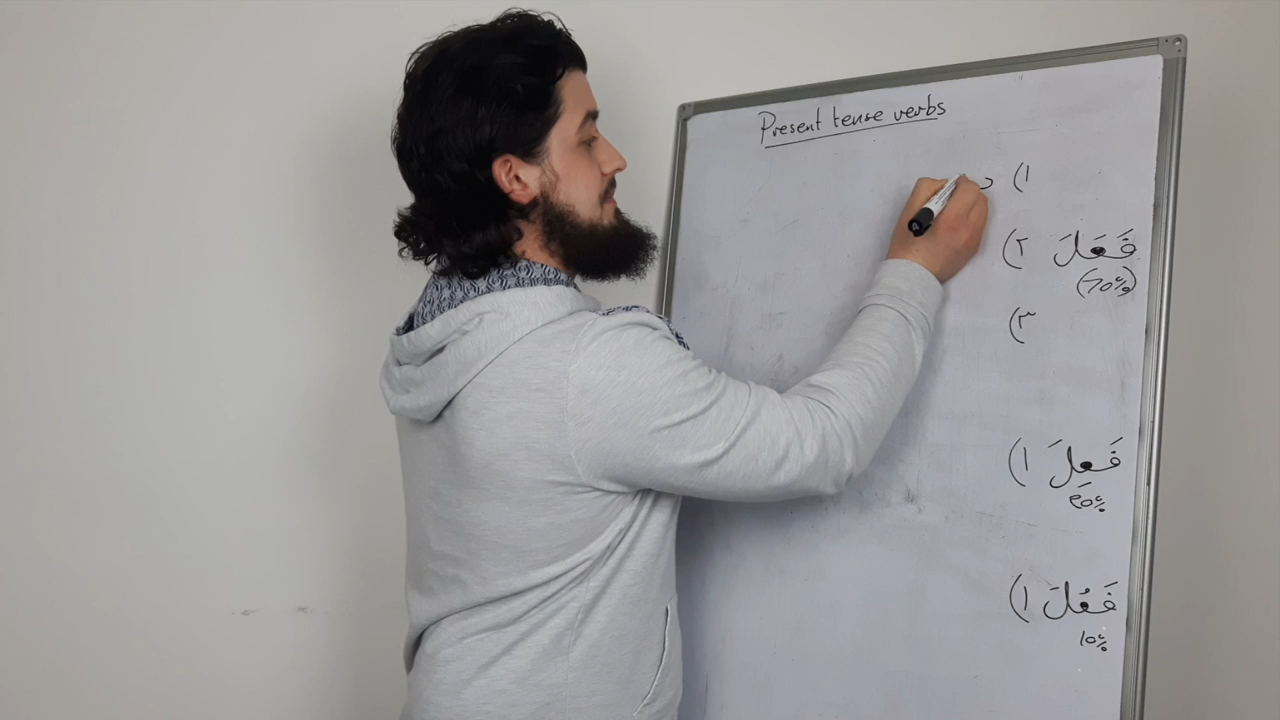 Present tense verbs
١)
فَعَلَ ٢)
(70%)
٣)
فَعِلَ ١)
20%
فَعُلَ ١)
10%